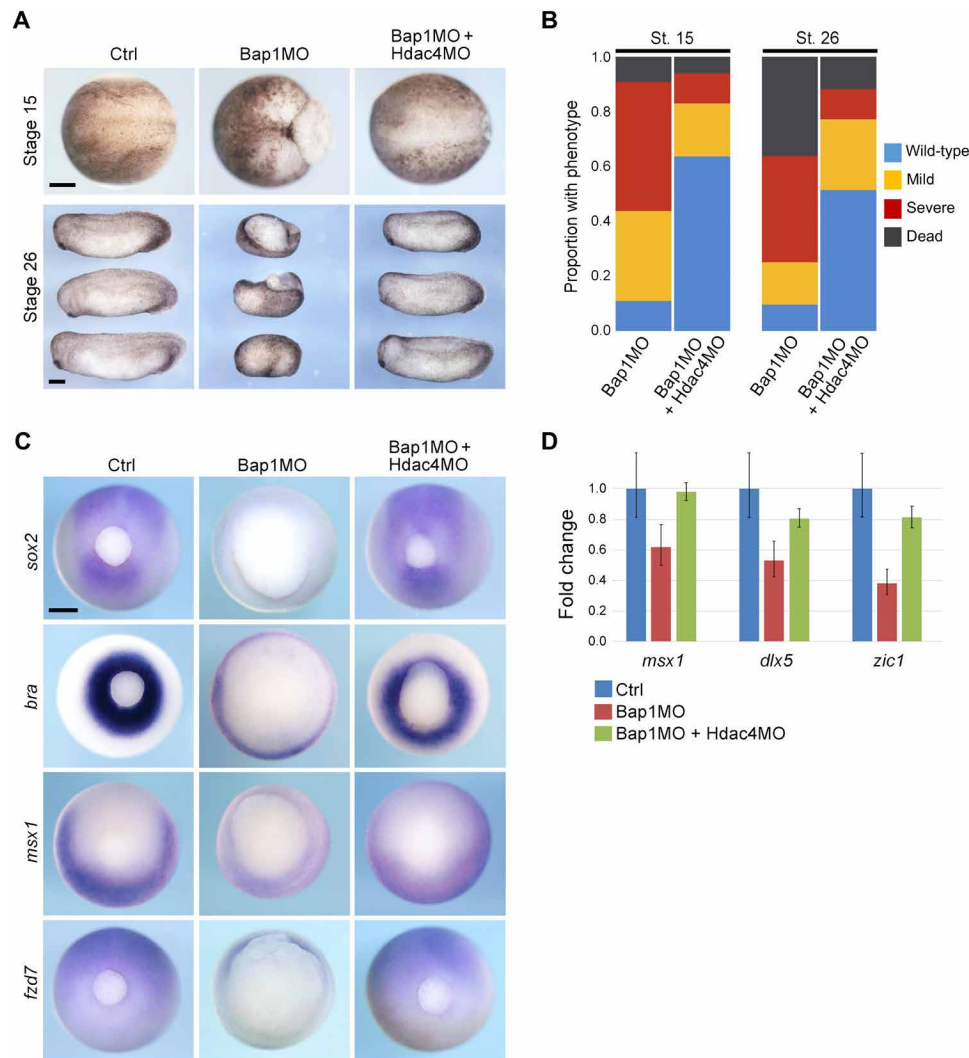 A
Ctrl
Bap1MO
Bap1MO +
Hdac4MO
Stage 15
Stage 26
B
St. 15
St. 26
Proportion with phenotype
1.0
0.8
0.6
0.4
0.2
0.0
Bap1MO
Bap1MO
+ Hdac4MO
Bap1MO
Bap1MO
+ Hdac4MO
Wild-type
Mild
Severe
Dead
C
Ctrl
Bap1MO
Bap1MO +
Hdac4MO
sox2
bra
msx1
fzd7
D
Fold change
1.0
0.8
0.6
0.4
0.2
0.0
msx1
dlx5
zic1
Ctrl
Bap1MO
Bap1MO + Hdac4MO